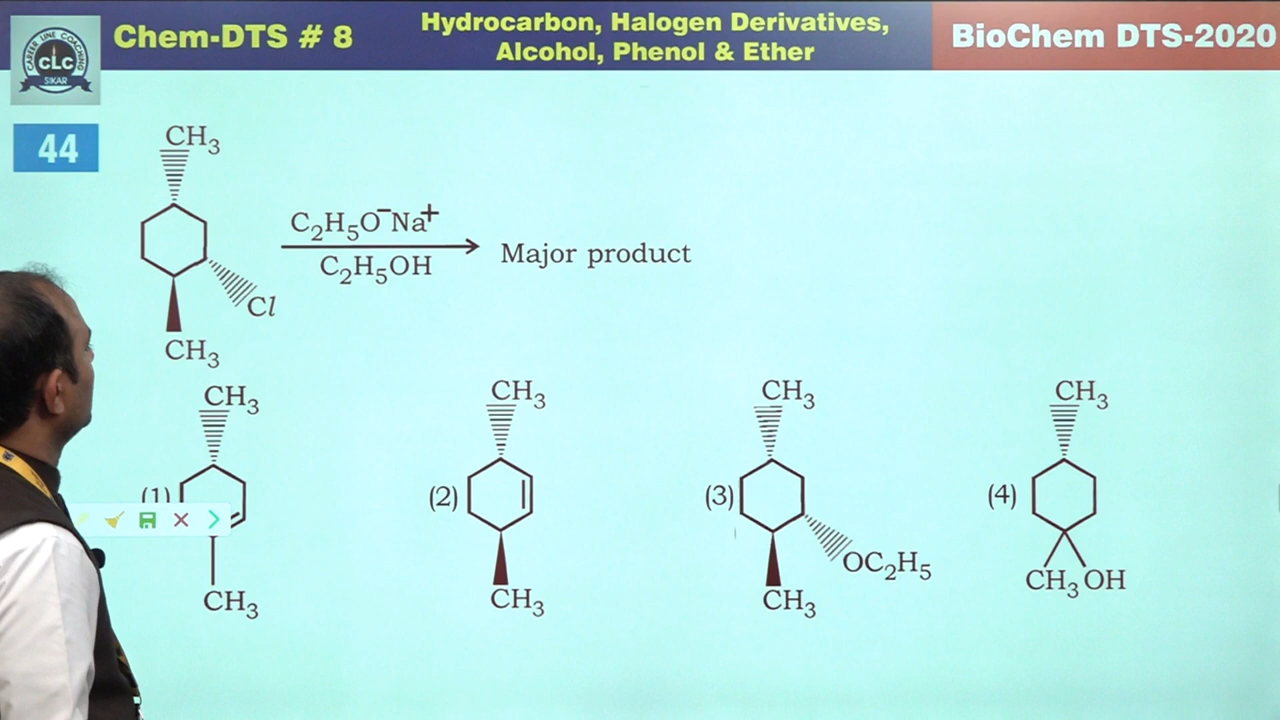 CAREER LINE COACHING
CLC
SIKAR
Chem-DTS # 8
Hydrocarbon, Halogen Derivatives,
Alcohol, Phenol & Ether
BioChem DTS-2020
44
CH₃
Cl
CH₃
C₂H₅O⁻Na⁺
C₂H₅OH
Major product
(1)
CH₃
CH₃
(2)
CH₃
CH₃
(3)
CH₃
OC₂H₅
CH₃
(4)
CH₃
CH₃ OH